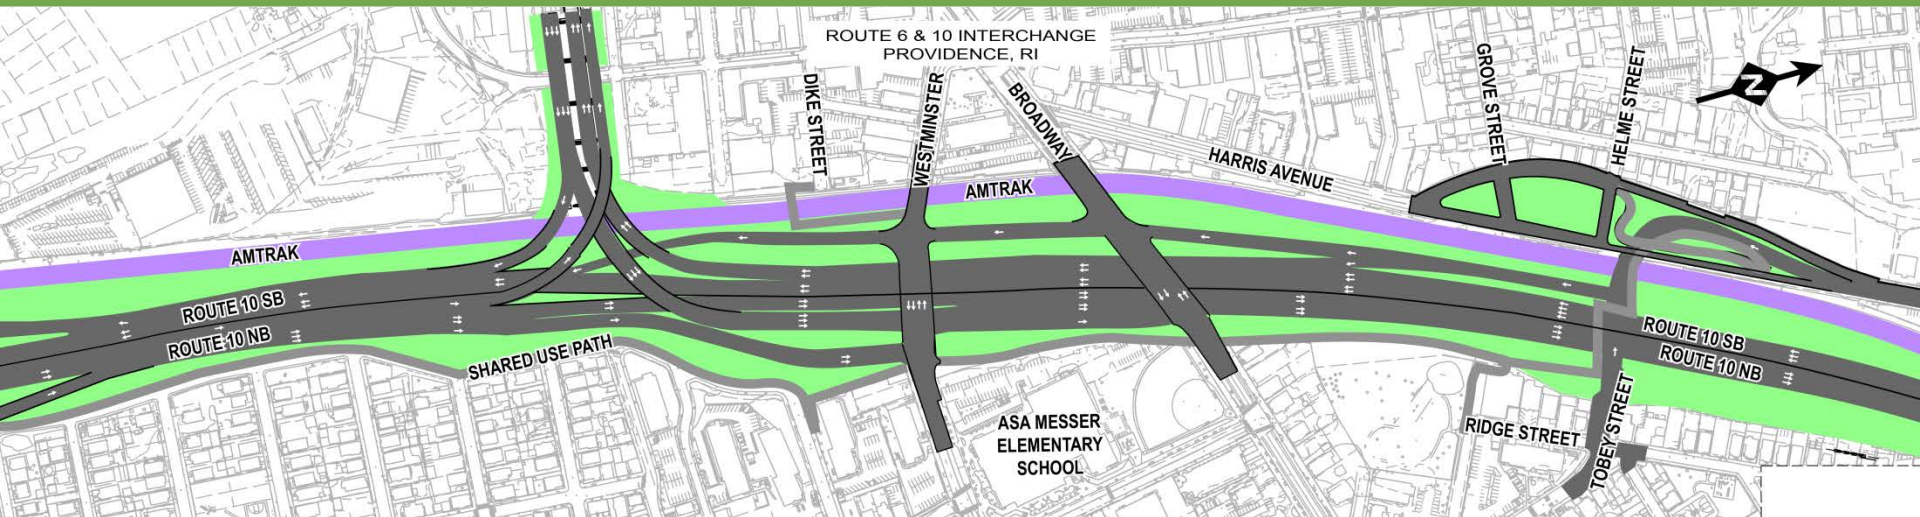 ROUTE 6 & 10 INTERCHANGE
PROVIDENCE, RI
DIKE STREET
WESTMINSTER
BROADWAY
GROVE STREET
HELME STREET
N
HARRIS AVENUE
AMTRAK
AMTRAK
ROUTE 10 SB
ROUTE 10 NB
SHARED USE PATH
ROUTE 10 SB
ROUTE 10 NB
ASA MESSER
ELEMENTARY
SCHOOL
RIDGE STREET
TOBEY STREET